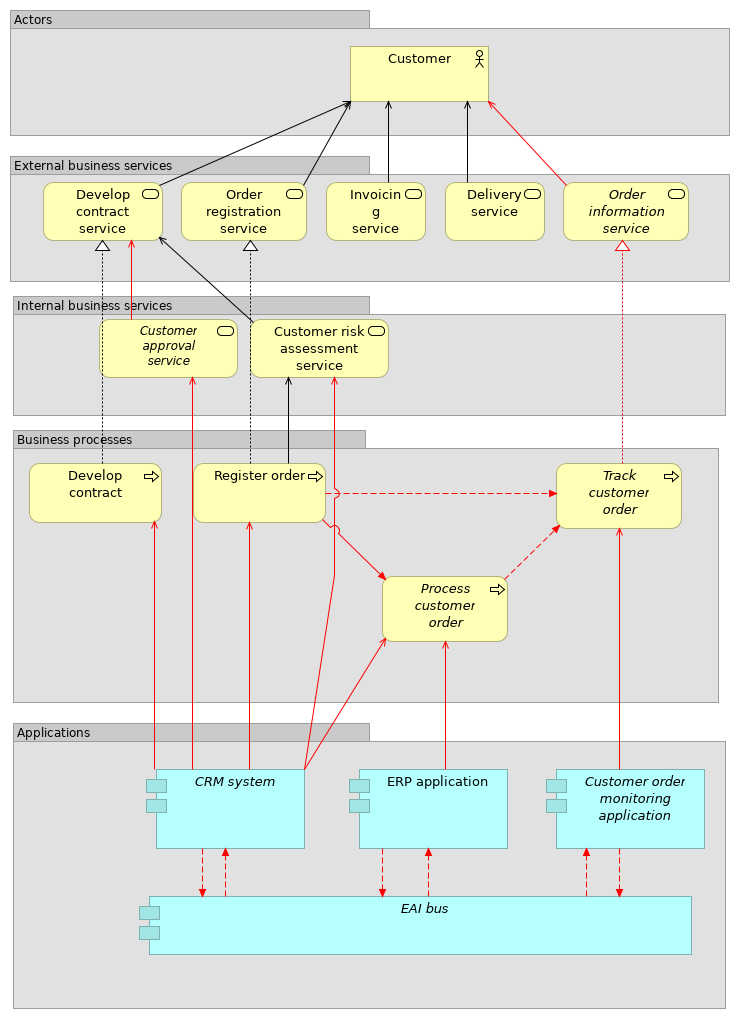 Actors
Customer
External business services
Develop
contract
service
Order
registration
service
Invoicin
g
service
Delivery
service
Order
information
service
Internal business services
Customer
approval
service
Customer risk
assessment
service
Business processes
Develop
contract
Register order
Track
customer
order
Process
customer
order
Applications
CRM system
ERP application
Customer order
monitoring
application
EAI bus